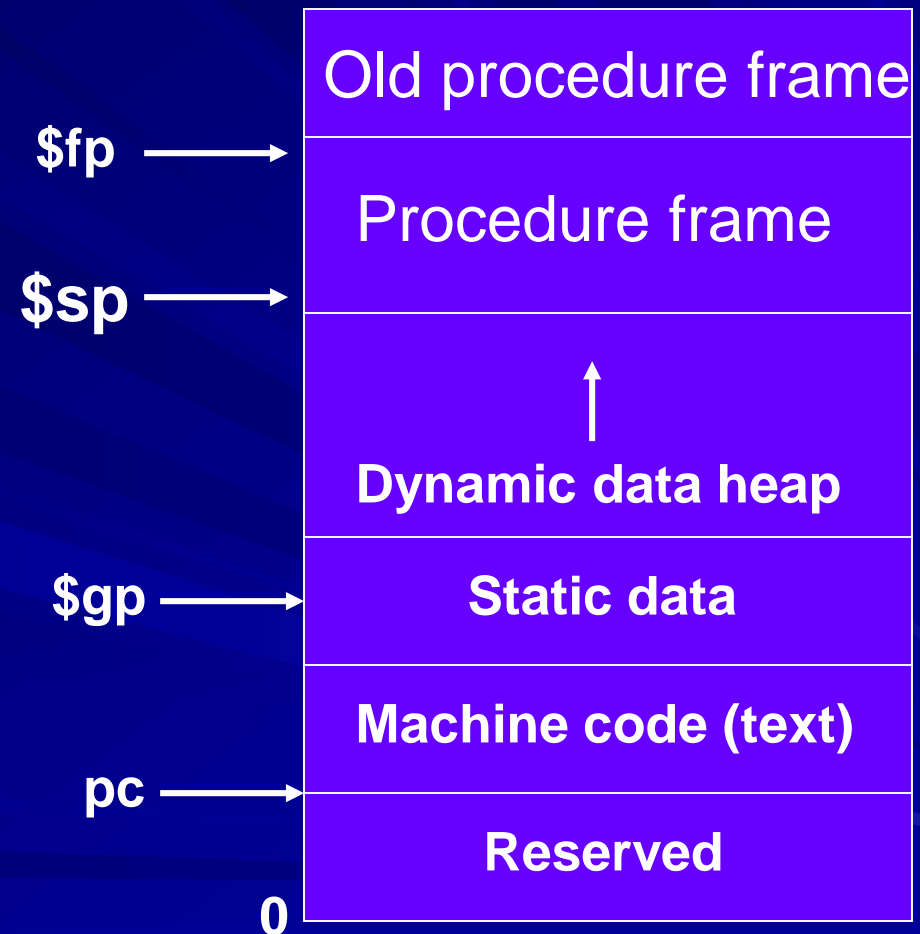 Old procedure frame
$fp
Procedure frame
$sp
Dynamic data heap
$gp
Static data
Machine code (text)
pc
Reserved
0